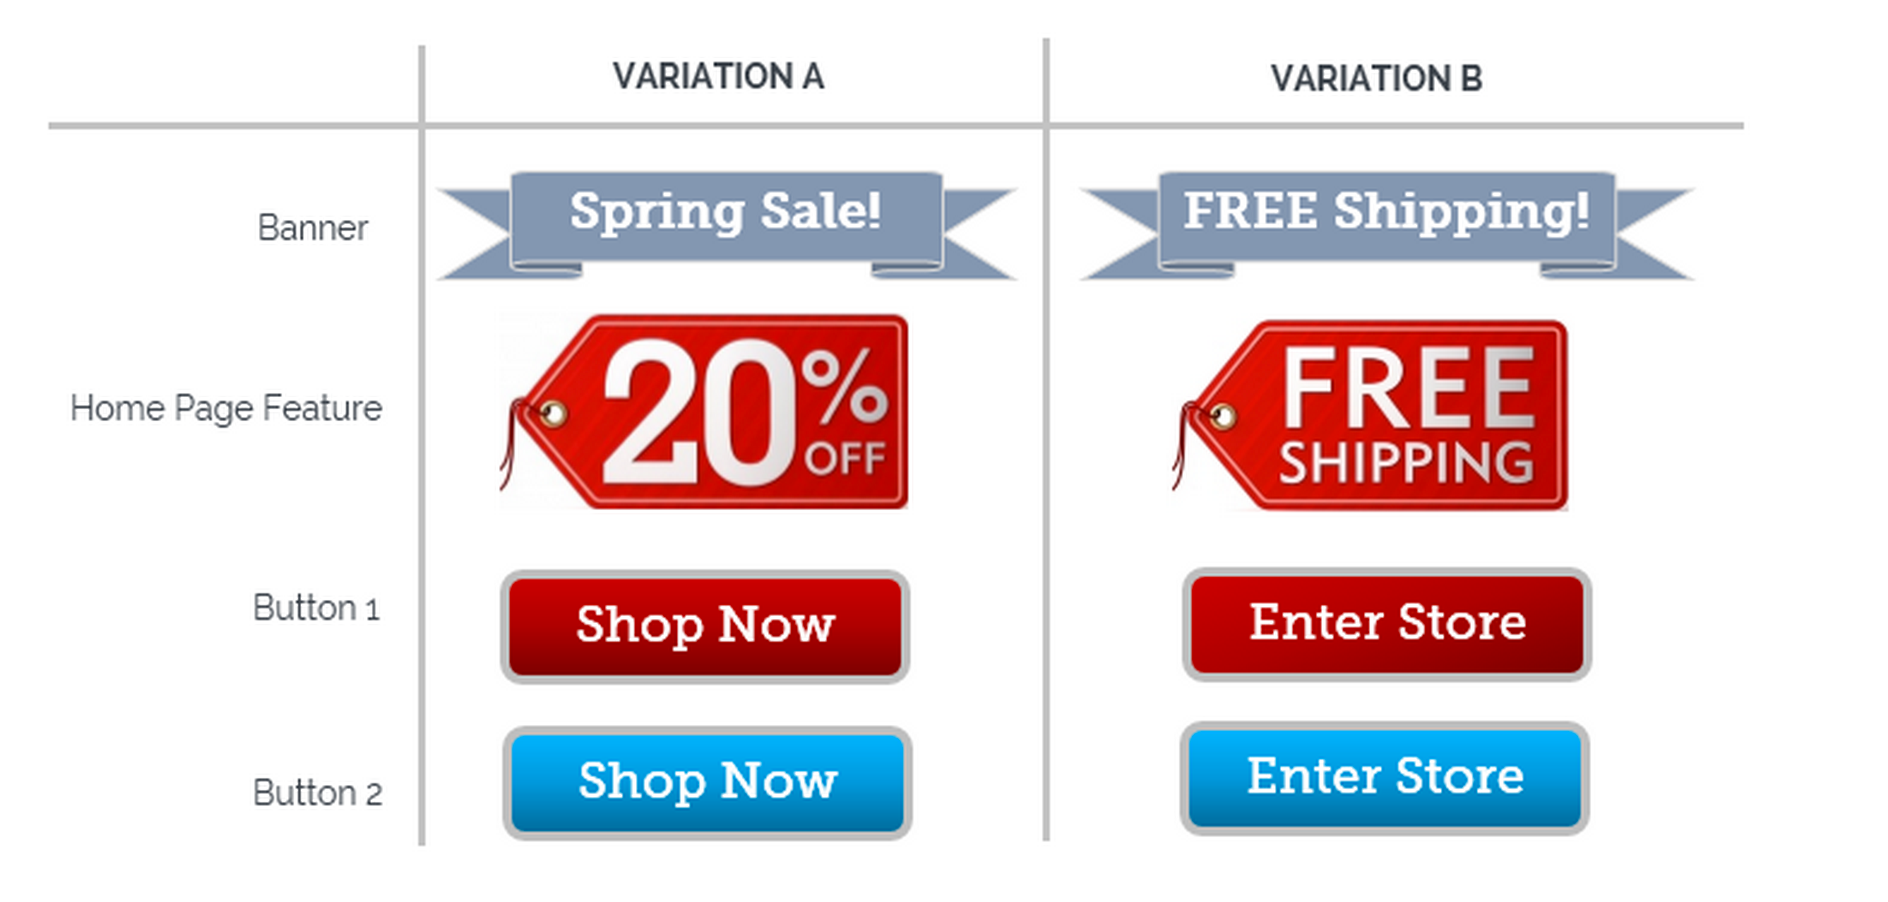 VARIATION A
VARIATION B
Banner
Spring Sale!
FREE Shipping!
Home Page Feature
20% OFF
FREE
SHIPPING
Button 1
Shop Now
Enter Store
Button 2
Shop Now
Enter Store